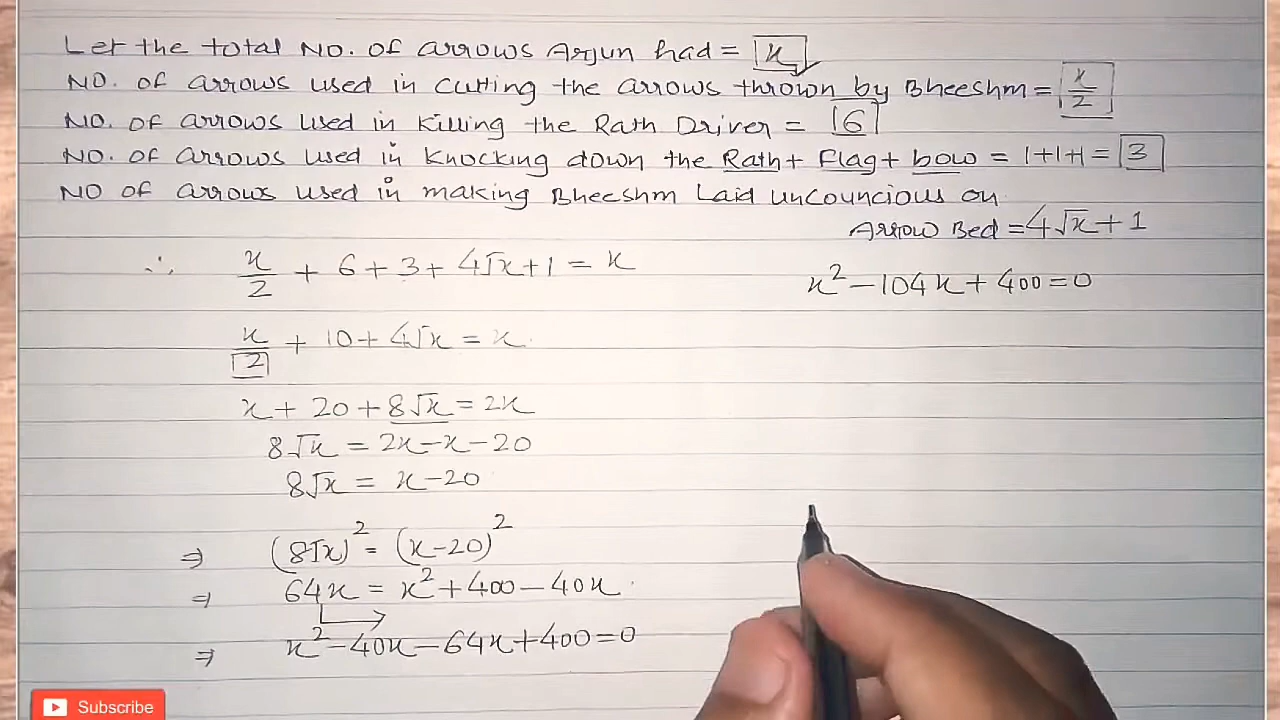 Let the total No. of arrows Arjun had = x
No. of arrows used in cutting the arrows thrown by Bheeshm = x/2
No. of arrows used in killing the Rath Driver = 6
No. of arrows used in knocking down the Rath + Flag + bow = 1+1+1 = 3
No of arrows used in making Bheeshm Laid uncouncious on
Arrow Bed = 4√x + 1
∴ x/2 + 6 + 3 + 4√x + 1 = x
x² - 104x + 400 = 0
x/2 + 10 + 4√x = x
x + 20 + 8√x = 2x
8√x = 2x - x - 20
8√x = x - 20
⇒ (8√x)² = (x-20)²
⇒ 64x = x² + 400 - 40x
⇒ x² - 40x - 64x + 400 = 0
Subscribe